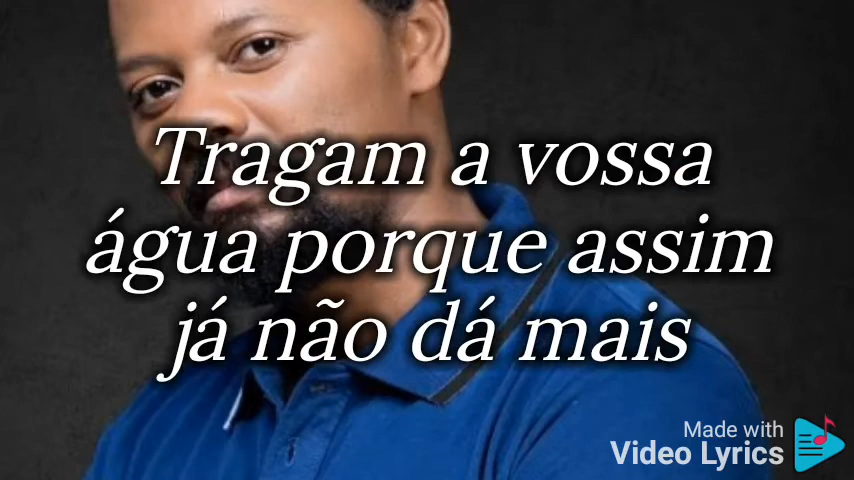 Tragam a vossa
água porque assim
já não dá mais
Made with
Video Lyrics